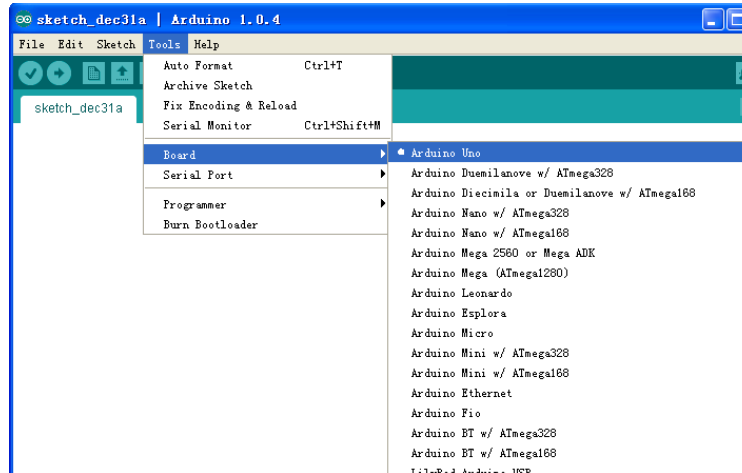 sketch_dec31a | Arduino 1.0.4
File Edit Sketch Tools Help
sketch_dec31a
Auto Format Ctrl+T
Archive Sketch
Fix Encoding & Reload
Serial Monitor Ctrl+Shift+M
Board
Serial Port
Programmer
Burn Bootloader
Arduino Uno
Arduino Duemilanove w/ ATmega328
Arduino Diecimila or Duemilanove w/ ATmega168
Arduino Nano w/ ATmega328
Arduino Nano w/ ATmega168
Arduino Mega 2560 or Mega ADK
Arduino Mega (ATmega1280)
Arduino Leonardo
Arduino Esplora
Arduino Micro
Arduino Mini w/ ATmega328
Arduino Mini w/ ATmega168
Arduino Ethernet
Arduino Fio
Arduino BT w/ ATmega328
Arduino BT w/ ATmega168
LilyPad Arduino USB